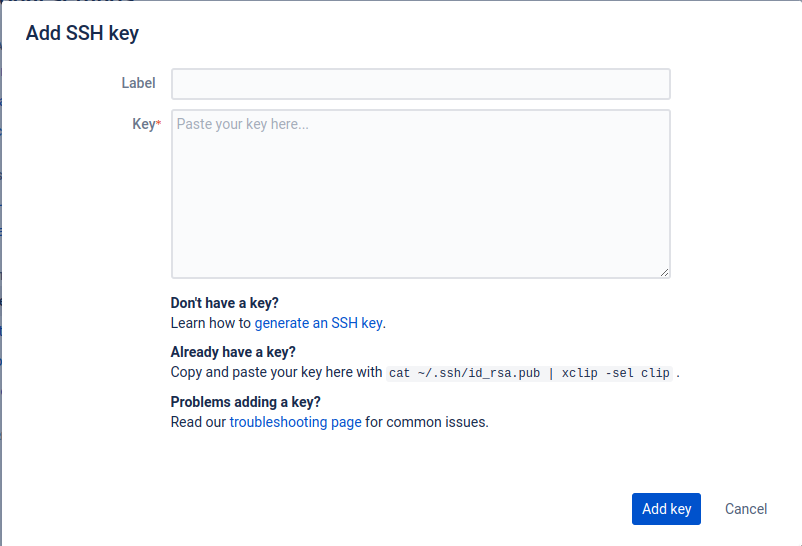 Add SSH key
Label
Key*
Paste your key here...
Don't have a key?
Learn how to generate an SSH key.
Already have a key?
Copy and paste your key here with cat ~/.ssh/id_rsa.pub | xclip -sel clip .
Problems adding a key?
Read our troubleshooting page for common issues.
Add key
Cancel